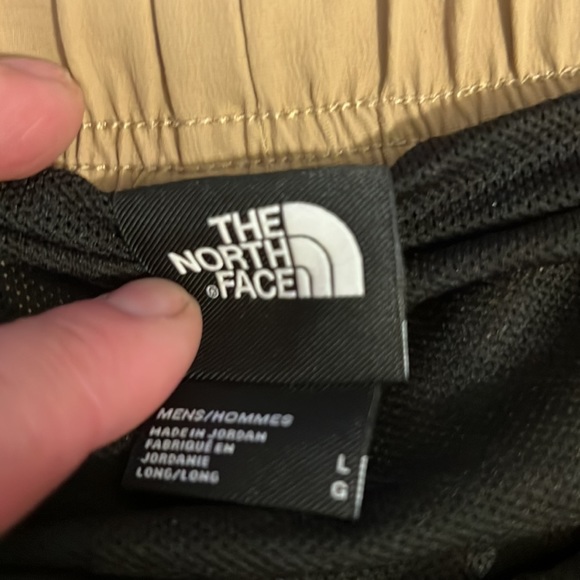 THE
NORTH
®FACE
MENS/HOMMES
MADE IN JORDAN
FABRIQUÉ EN
JORDANIE
LONG/LONG
L
G